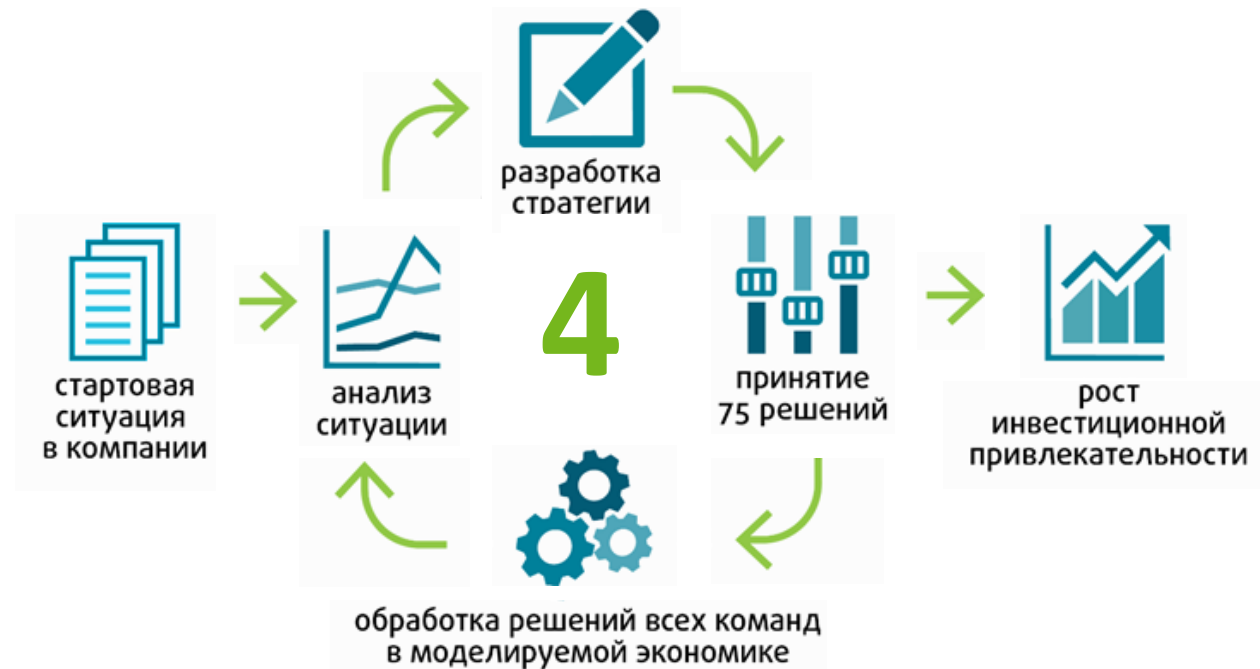 разработка
стратегии
стартовая
ситуация
в компании
анализ
ситуации
4
принятие
75 решений
рост
инвестиционной
привлекательности
обработка решений всех команд
в моделируемой экономике